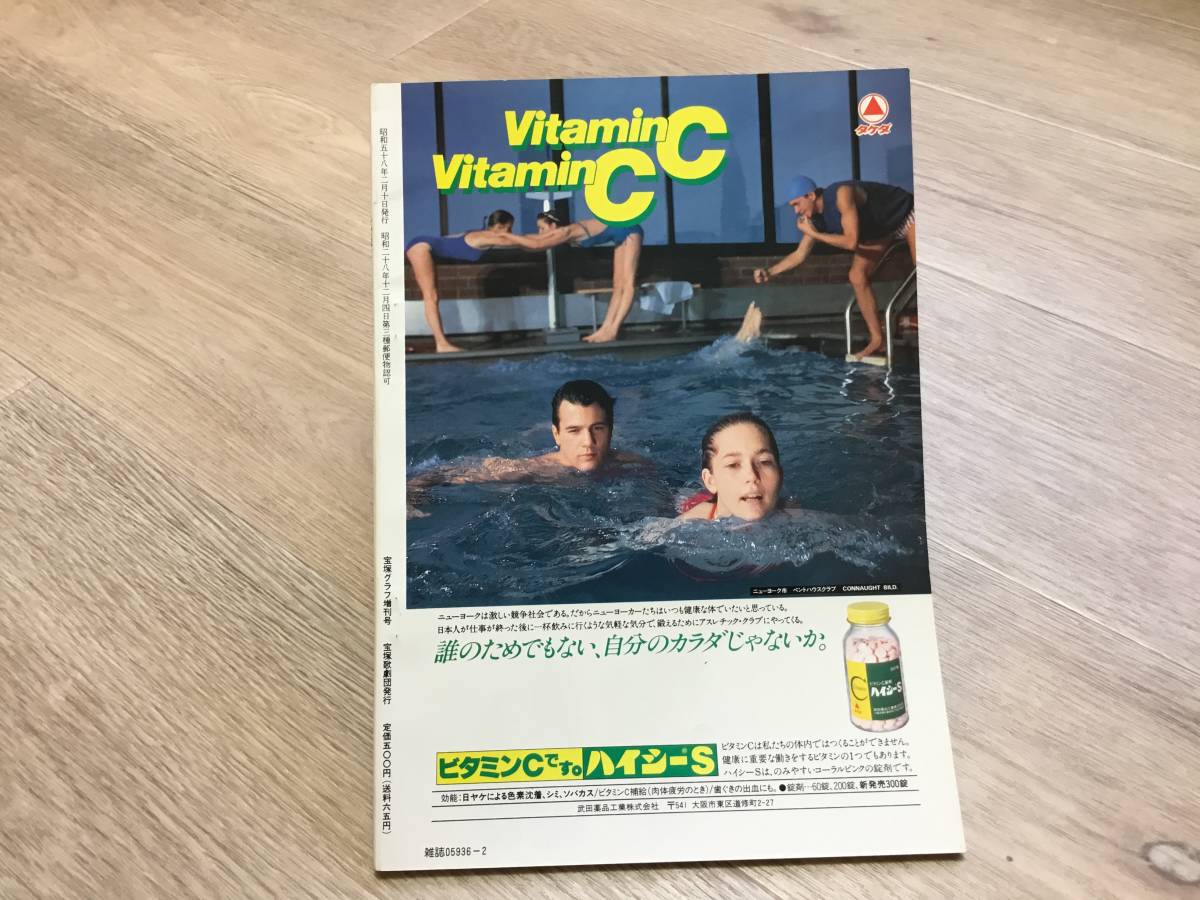 Vitamin C
Vitamin C
タケダ
昭和五十八年二月十日発行 昭和二十八年十二月四日第三種郵便物認可
宝塚グラフ増刊号 宝塚歌劇団発行 定価五〇〇円(送料六五円)
ニューヨーク市 ペントハウスクラブ CONNAUGHT BILD.
ニューヨークは激しい競争社会である。だからニューヨーカーたちはいつも健康な体でいたいと思っている。
日本人が仕事が終った後に一杯飲みに行くような気軽な気分で、鍛えるためにアスレチック・クラブにやってくる。
誰のためでもない、自分のカラダじゃないか。
C
ビタミンC薬剤
ハイシーS
ビタミンCです。ハイシーS
ビタミンCは私たちの体内ではつくることができません。
健康に重要な働きをするビタミンの1つでもあります。
ハイシーSは、のみやすいコーラルピンクの錠剤です。
効能:日ヤケによる色素沈着、シミ、ソバカス/ビタミンC補給(肉体疲労のとき)/歯ぐきの出血にも。●錠剤…60錠、200錠、新発売300錠
武田薬品工業株式会社 〒541 大阪市東区道修町2-27
雑誌05936-2